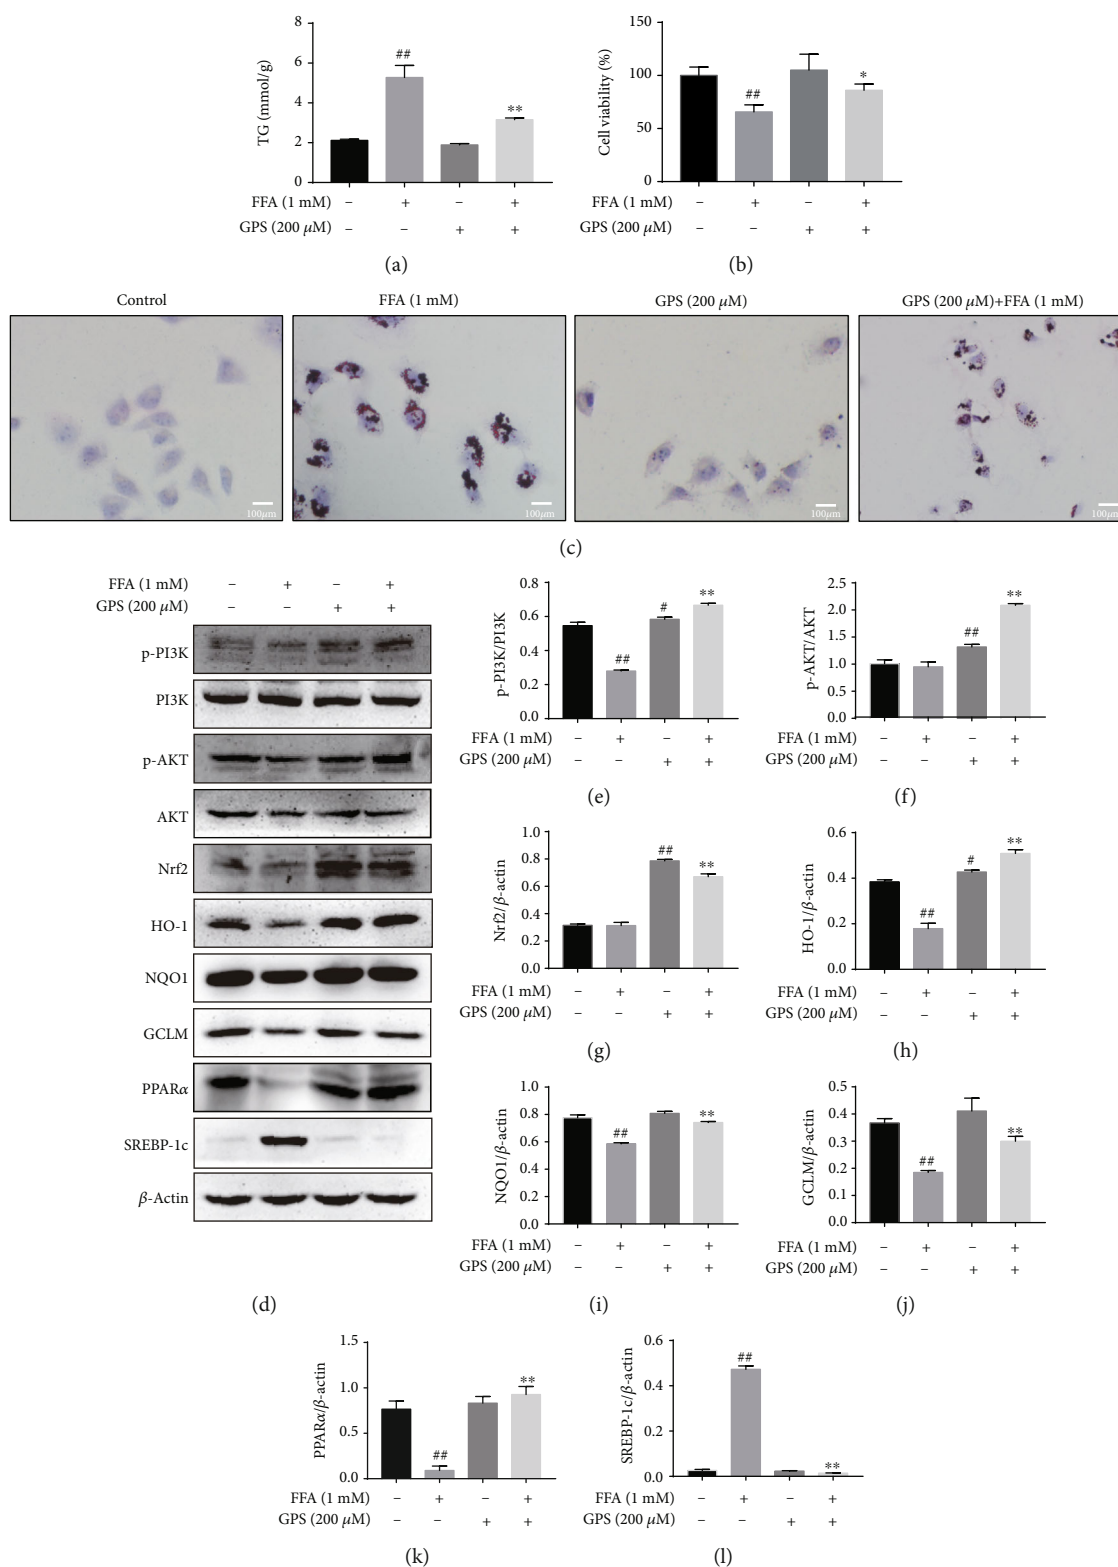 TG (mmol/g)
8
6
4
2
0
##
**
FFA (1 mM) − + − +
GPS (200 μM) − − + +
(a)
Cell viability (%)
150
100
50
0
##
*
FFA (1 mM) − + − +
GPS (200 μM) − − + +
(b)
Control
FFA (1 mM)
GPS (200 μM)
GPS (200 μM)+FFA (1 mM)
100μm
100μm
100μm
100μm
(c)
FFA (1 mM) − + − +
GPS (200 μM) − − + +
p-PI3K
PI3K
p-AKT
AKT
Nrf2
HO-1
NQO1
GCLM
PPARα
SREBP-1c
β-Actin
(d)
p-PI3K/PI3K
0.8
0.6
0.4
0.2
0.0
##
#
**
FFA (1 mM) − + − +
GPS (200 μM) − − + +
(e)
p-AKT/AKT
2.5
2.0
1.5
1.0
0.5
0.0
##
**
FFA (1 mM) − + − +
GPS (200 μM) − − + +
(f)
Nrf2/β-actin
1.0
0.8
0.6
0.4
0.2
0.0
##
**
FFA (1 mM) − + − +
GPS (200 μM) − − + +
(g)
HO-1/β-actin
0.6
0.4
0.2
0.0
##
#
**
FFA (1 mM) − + − +
GPS (200 μM) − − + +
(h)
NQO1/β-actin
1.0
0.8
0.6
0.4
0.2
0.0
##
**
FFA (1 mM) − + − +
GPS (200 μM) − − + +
(i)
GCLM/β-actin
0.5
0.4
0.3
0.2
0.1
0.0
##
**
FFA (1 mM) − + − +
GPS (200 μM) − − + +
(j)
PPARα/β-actin
1.5
1.0
0.5
0.0
##
**
FFA (1 mM) − + − +
GPS (200 μM) − − + +
(k)
SREBP-1c/β-actin
0.6
0.4
0.2
0.0
##
**
FFA (1 mM) − + − +
GPS (200 μM) − − + +
(l)